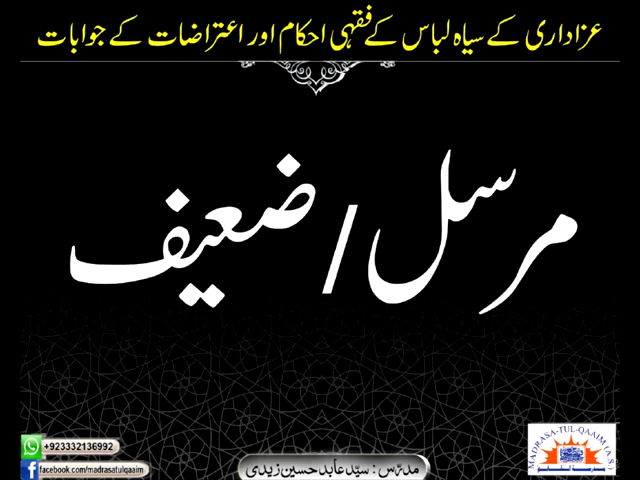 عزاداری کے سیاہ لباس کے فقہی احکام اور اعتراضات کے جوابات
مرسل / ضعیف
+923332136992
facebook.com/madrasatulqaaim
مدرّس : سیّد عابد حسین زیدی
MADRASA-TUL-QAAIM (A.S)